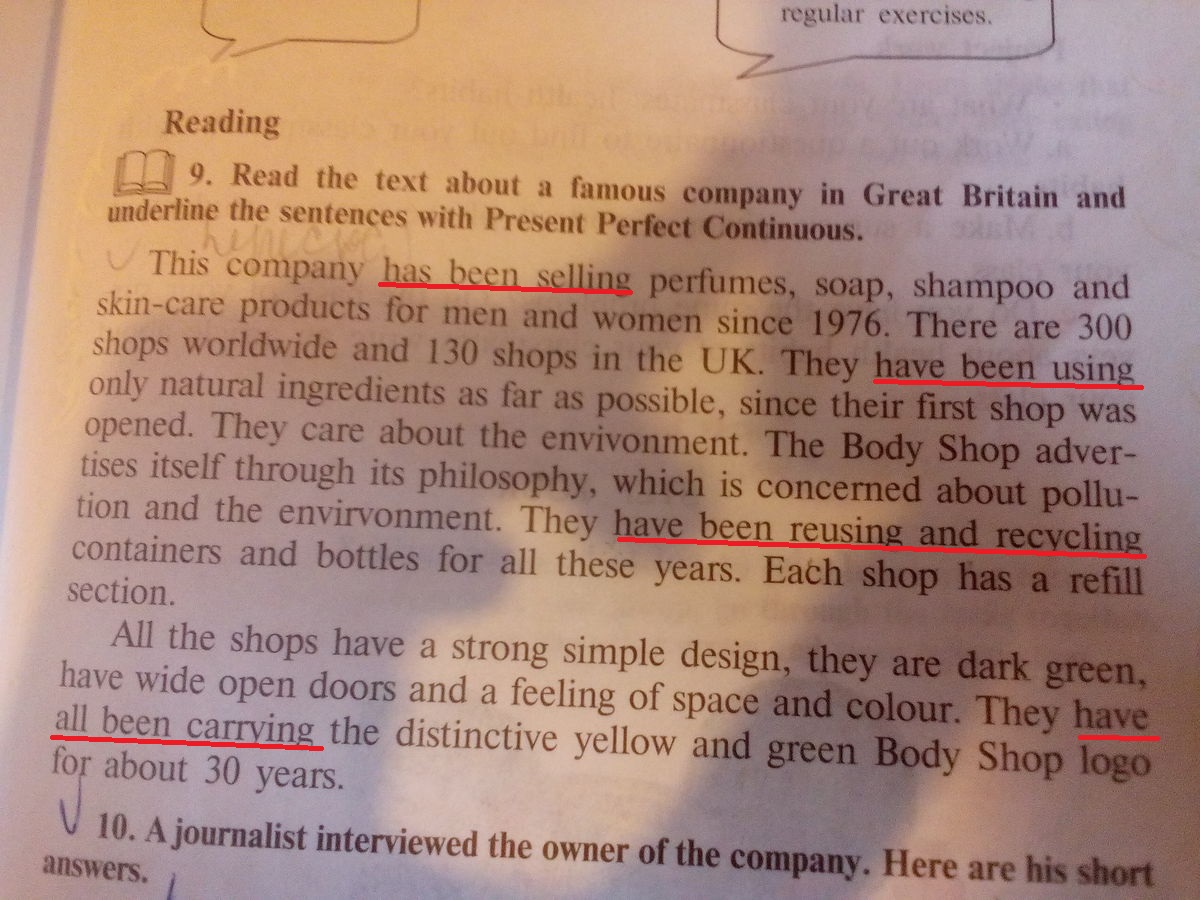 regular exercises.
Reading
9. Read the text about a famous company in Great Britain and
underline the sentences with Present Perfect Continuous.
This company has been selling perfumes, soap, shampoo and
skin-care products for men and women since 1976. There are 300
shops worldwide and 130 shops in the UK. They have been using
only natural ingredients as far as possible, since their first shop was
opened. They care about the envivonment. The Body Shop adver-
tises itself through its philosophy, which is concerned about pollu-
tion and the envirvonment. They have been reusing and recycling
containers and bottles for all these years. Each shop has a refill
section.
All the shops have a strong simple design, they are dark green,
have wide open doors and a feeling of space and colour. They have
all been carrying the distinctive yellow and green Body Shop logo
for about 30 years.
10. A journalist interviewed the owner of the company. Here are his short
answers.